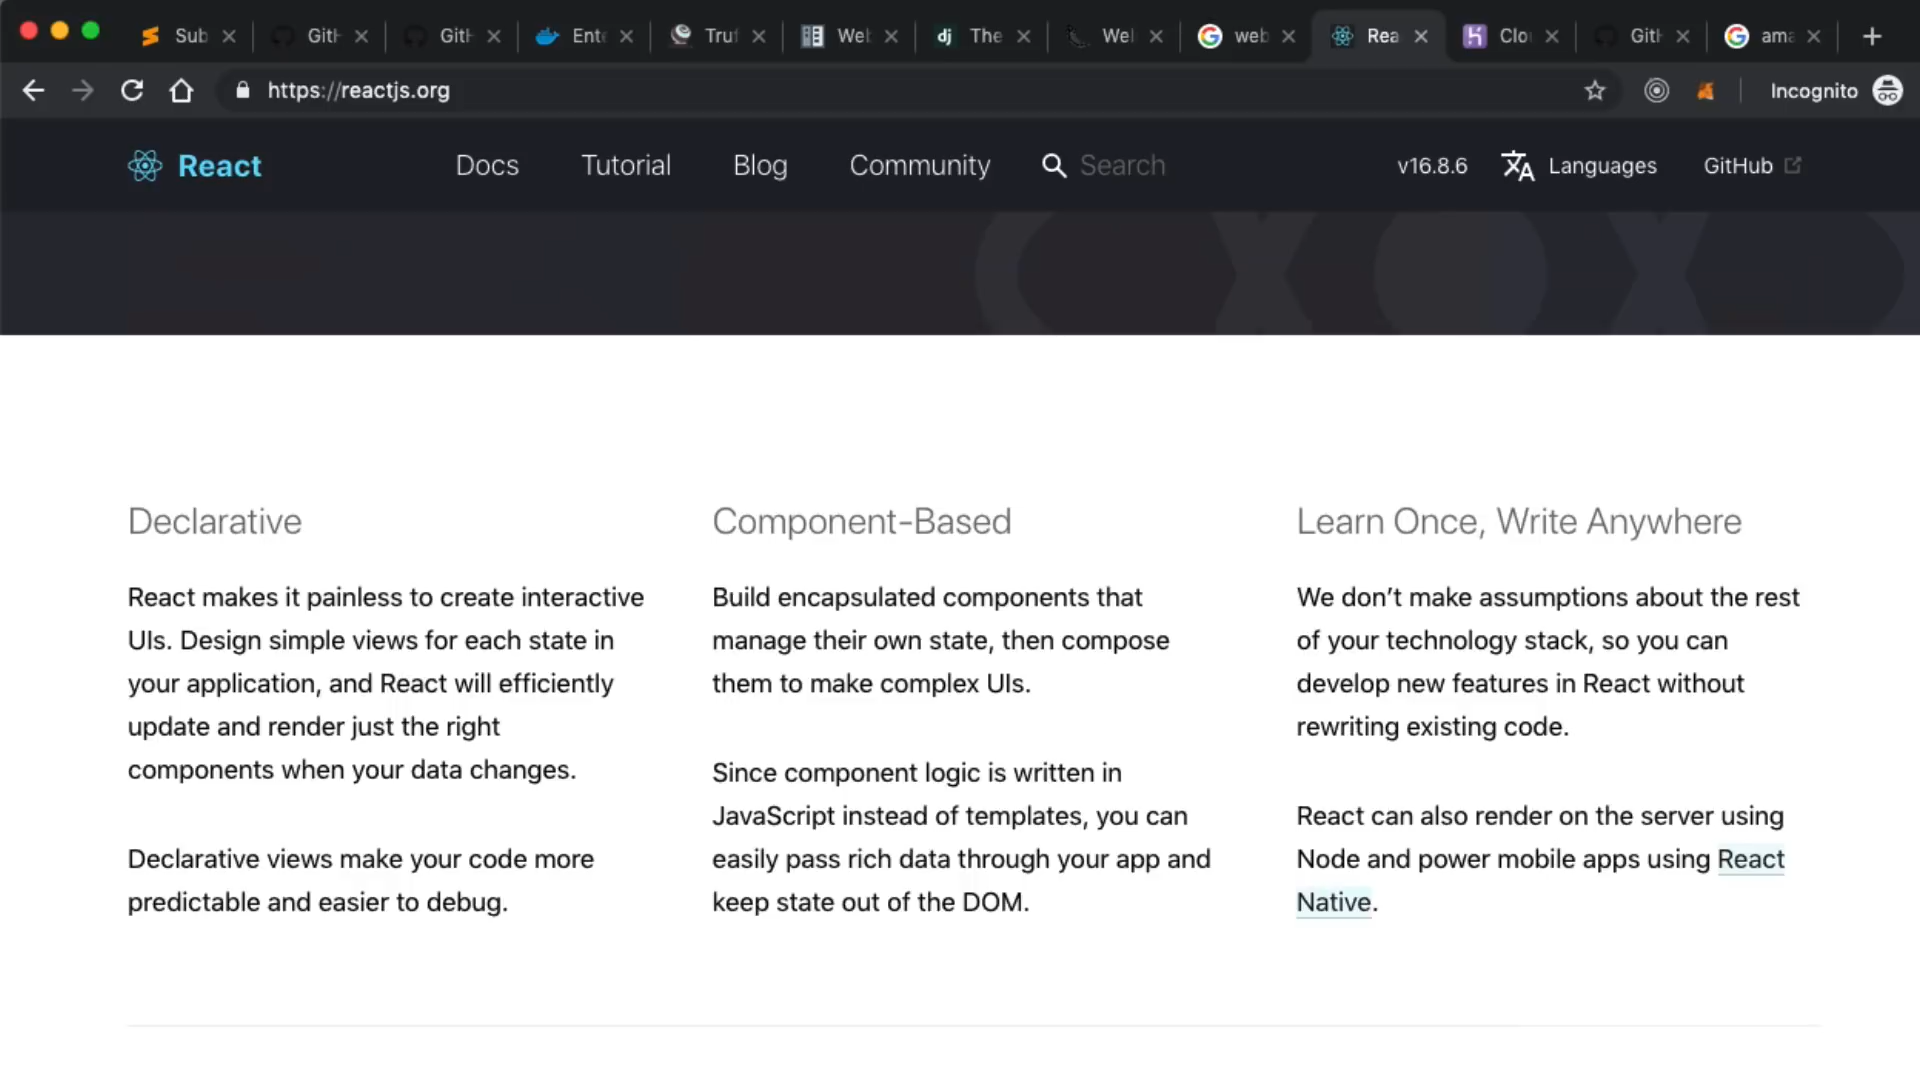 Sub
GitH
GitH
Ente
Truf
Web
dj The
Wel
web
Rea
Clou
GitH
ama
https://reactjs.org
Incognito
React
Docs
Tutorial
Blog
Community
Search
v16.8.6
Languages
GitHub
Declarative
React makes it painless to create interactive
UIs. Design simple views for each state in
your application, and React will efficiently
update and render just the right
components when your data changes.
Declarative views make your code more
predictable and easier to debug.
Component-Based
Build encapsulated components that
manage their own state, then compose
them to make complex UIs.
Since component logic is written in
JavaScript instead of templates, you can
easily pass rich data through your app and
keep state out of the DOM.
Learn Once, Write Anywhere
We don’t make assumptions about the rest
of your technology stack, so you can
develop new features in React without
rewriting existing code.
React can also render on the server using
Node and power mobile apps using React
Native.